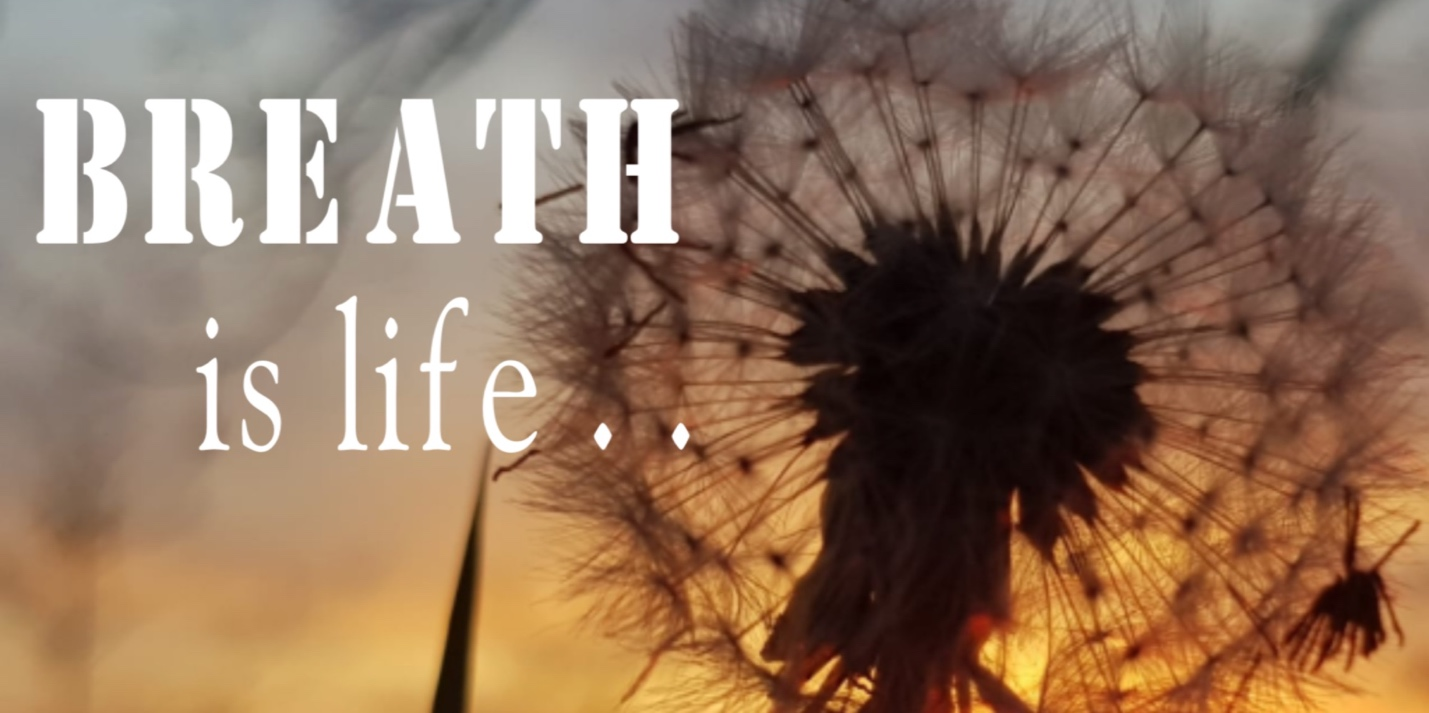 BREATH
is life . .